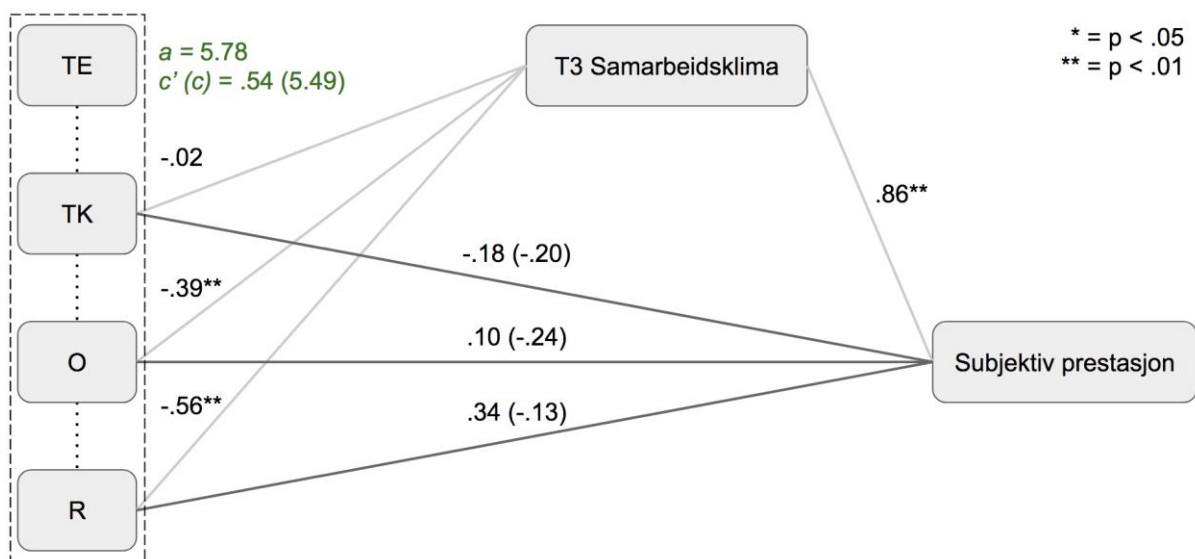 TE
a = 5.78
c’ (c) = .54 (5.49)
T3 Samarbeidsklima
* = p < .05
** = p < .01
-.02
TK
.86**
-.18 (-.20)
-.39**
O
.10 (-.24)
Subjektiv prestasjon
-.56**
.34 (-.13)
R